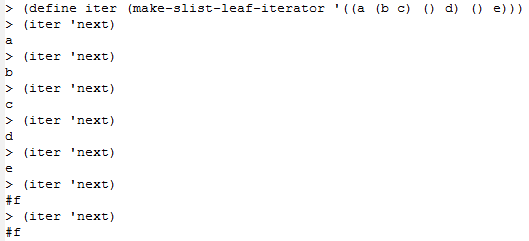 > (define iter (make-slist-leaf-iterator '((a (b c) () d) () e)))
> (iter 'next)
a
> (iter 'next)
b
> (iter 'next)
c
> (iter 'next)
d
> (iter 'next)
e
> (iter 'next)
#f
> (iter 'next)
#f